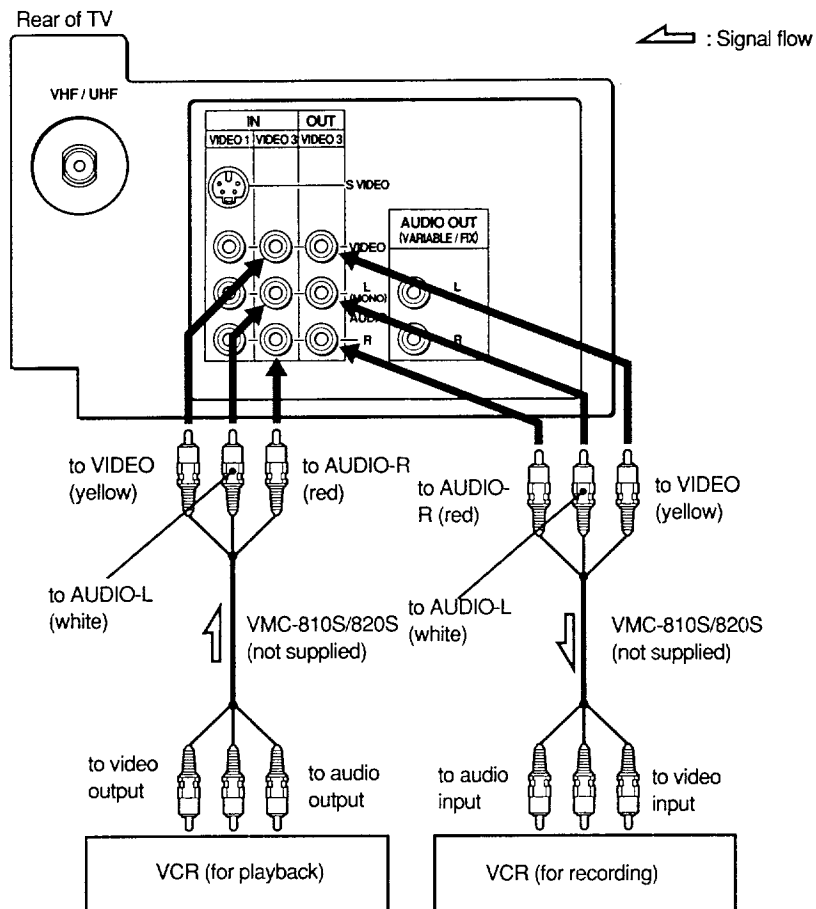 Rear of TV
: Signal flow
VHF / UHF
IN OUT
VIDEO 1 VIDEO 3 VIDEO 3
S VIDEO
AUDIO OUT
(VARIABLE / FIX)
VIDEO
L
(MONO)
AUDIO
R
L
R
to VIDEO
(yellow)
to AUDIO-R
(red)
to AUDIO-
R (red)
to VIDEO
(yellow)
to AUDIO-L
(white)
VMC-810S/820S
(not supplied)
to AUDIO-L
(white)
VMC-810S/820S
(not supplied)
to video
output
to audio
output
to audio
input
to video
input
VCR (for playback)
VCR (for recording)